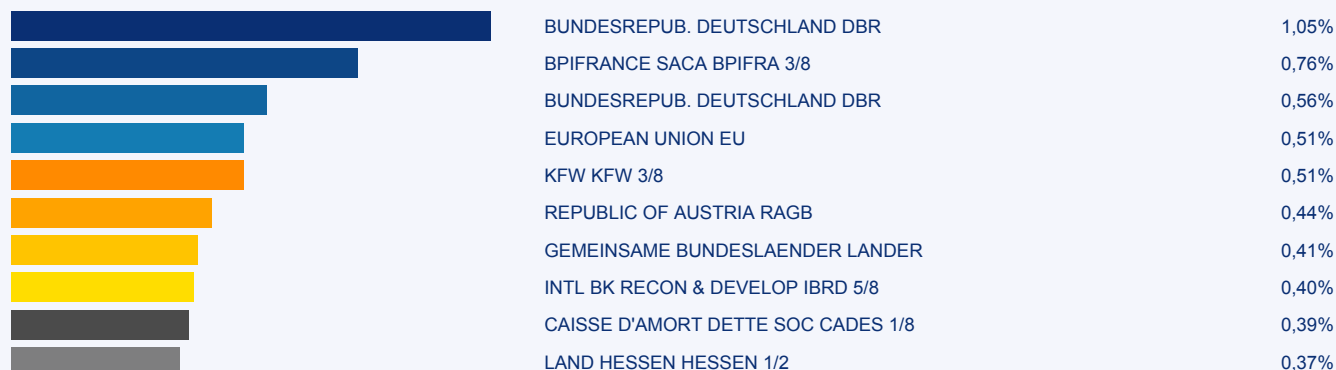 BUNDESREPUB. DEUTSCHLAND DBR 1,05%
BPIFRANCE SACA BPIFRA 3/8 0,76%
BUNDESREPUB. DEUTSCHLAND DBR 0,56%
EUROPEAN UNION EU 0,51%
KFW KFW 3/8 0,51%
REPUBLIC OF AUSTRIA RAGB 0,44%
GEMEINSAME BUNDESLAENDER LANDER 0,41%
INTL BK RECON & DEVELOP IBRD 5/8 0,40%
CAISSE D'AMORT DETTE SOC CADES 1/8 0,39%
LAND HESSEN HESSEN 1/2 0,37%